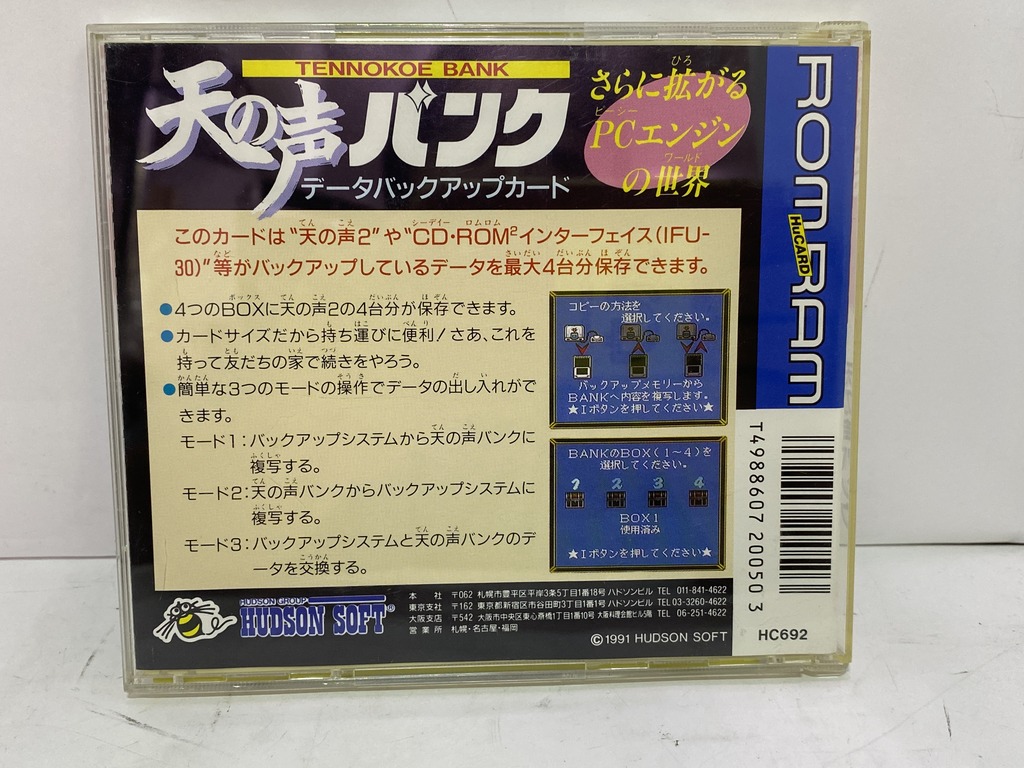 TENNOKOE BANK
天の声バンク
データバックアップカード
さらに拡がる
PCエンジン
の世界
ROM RAM
HuCARD
このカードは“天の声2”や“CD・ROM²インターフェイス(IFU-
30)”等がバックアップしているデータを最大4台分保存できます。
●4つのBOXに天の声2の4台分が保存できます。
●カードサイズだから持ち運びに便利!さあ、これを
持って友だちの家で続きをやろう。
●簡単な3つのモードの操作でデータの出し入れがで
きます。
モード1:バックアップシステムから天の声バンクに
複写する。
モード2:天の声バンクからバックアップシステムに
複写する。
モード3:バックアップシステムと天の声バンクのデ
ータを交換する。
コピーの方法を
選択してください。
バックアップメモリーから
BANKへ内容を複写します。
★Iボタンを押してください★
BANKのBOX(1~4)を
選択してください。
1 2 3 4
BOX1
使用済み
★Iボタンを押してください★
T4988607 20050 3
HC692
HUDSON GROUP
HUDSON SOFT®
本 社 〒062 札幌市豊平区平岸3条5丁目1番18号 ハドソンビル TEL 011-841-4622
東京支社 〒162 東京都新宿区市谷田町3丁目1番1号 ハドソンビル TEL 03-3260-4622
大阪支店 〒542 大阪市中央区東心斎橋1丁目1番10号 大阪料理会館ビル5階 TEL 06-251-4622
営 業 所 札幌・名古屋・福岡
©1991 HUDSON SOFT